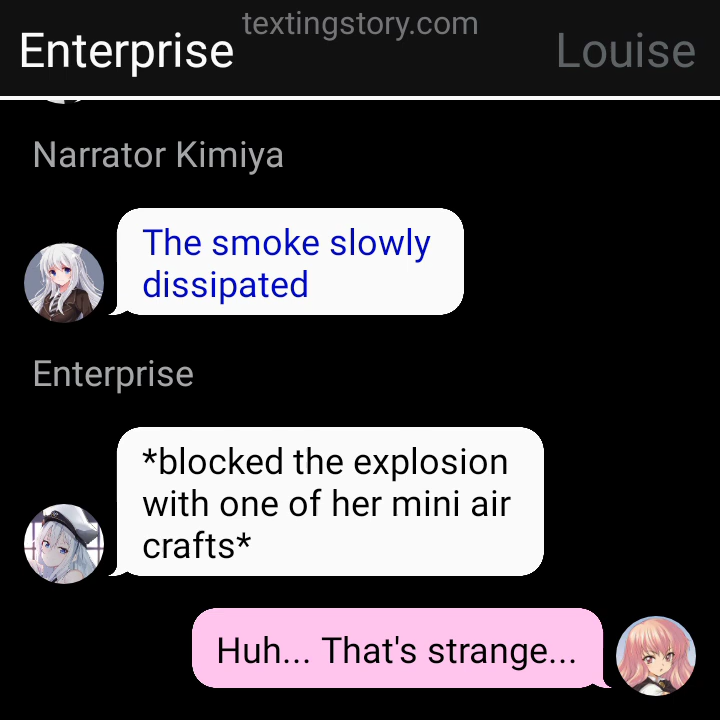 textingstory.com
Enterprise Louise
Narrator Kimiya
The smoke slowly
dissipated
Enterprise
*blocked the explosion
with one of her mini air
crafts*
Huh... That's strange...